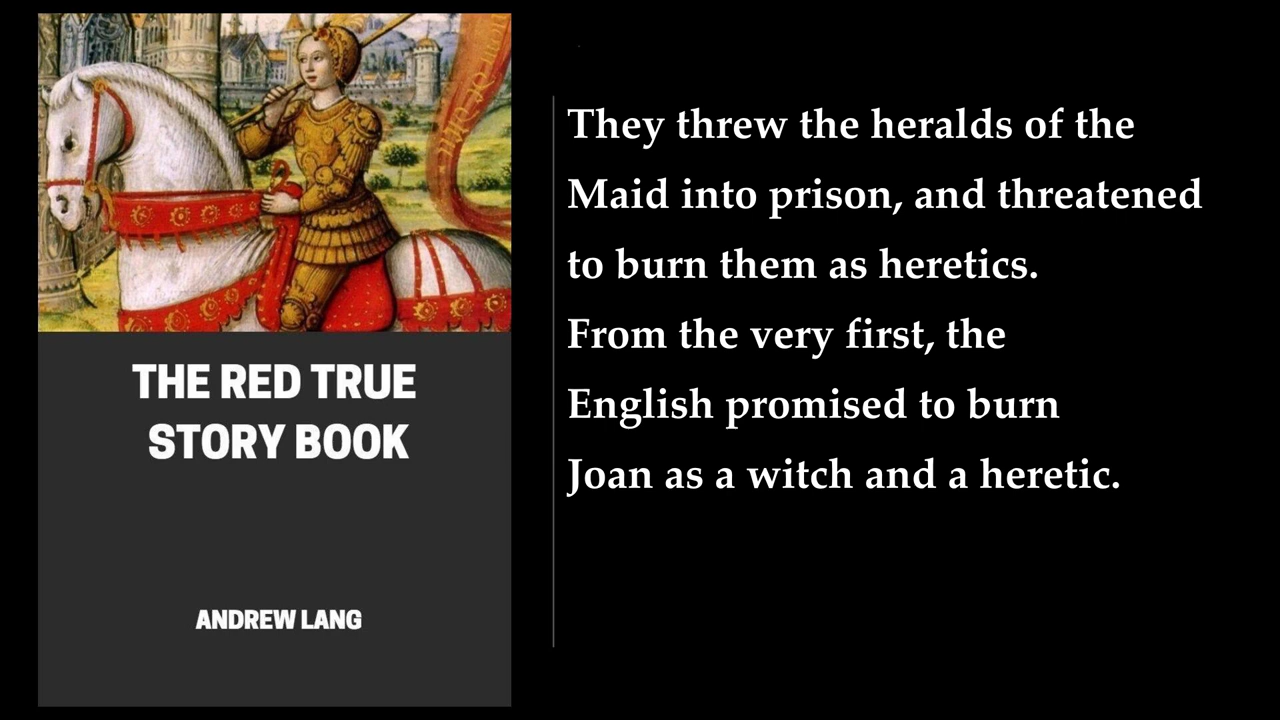 THE RED TRUE
STORY BOOK
ANDREW LANG
They threw the heralds of the
Maid into prison, and threatened
to burn them as heretics.
From the very first, the
English promised to burn
Joan as a witch and a heretic.